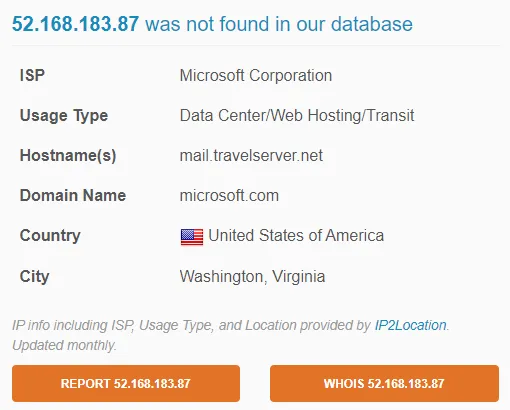 52.168.183.87 was not found in our database
ISP Microsoft Corporation
Usage Type Data Center/Web Hosting/Transit
Hostname(s) mail.travelserver.net
Domain Name microsoft.com
Country United States of America
City Washington, Virginia
IP info including ISP, Usage Type, and Location provided by IP2Location.
Updated monthly.
REPORT 52.168.183.87 WHOIS 52.168.183.87